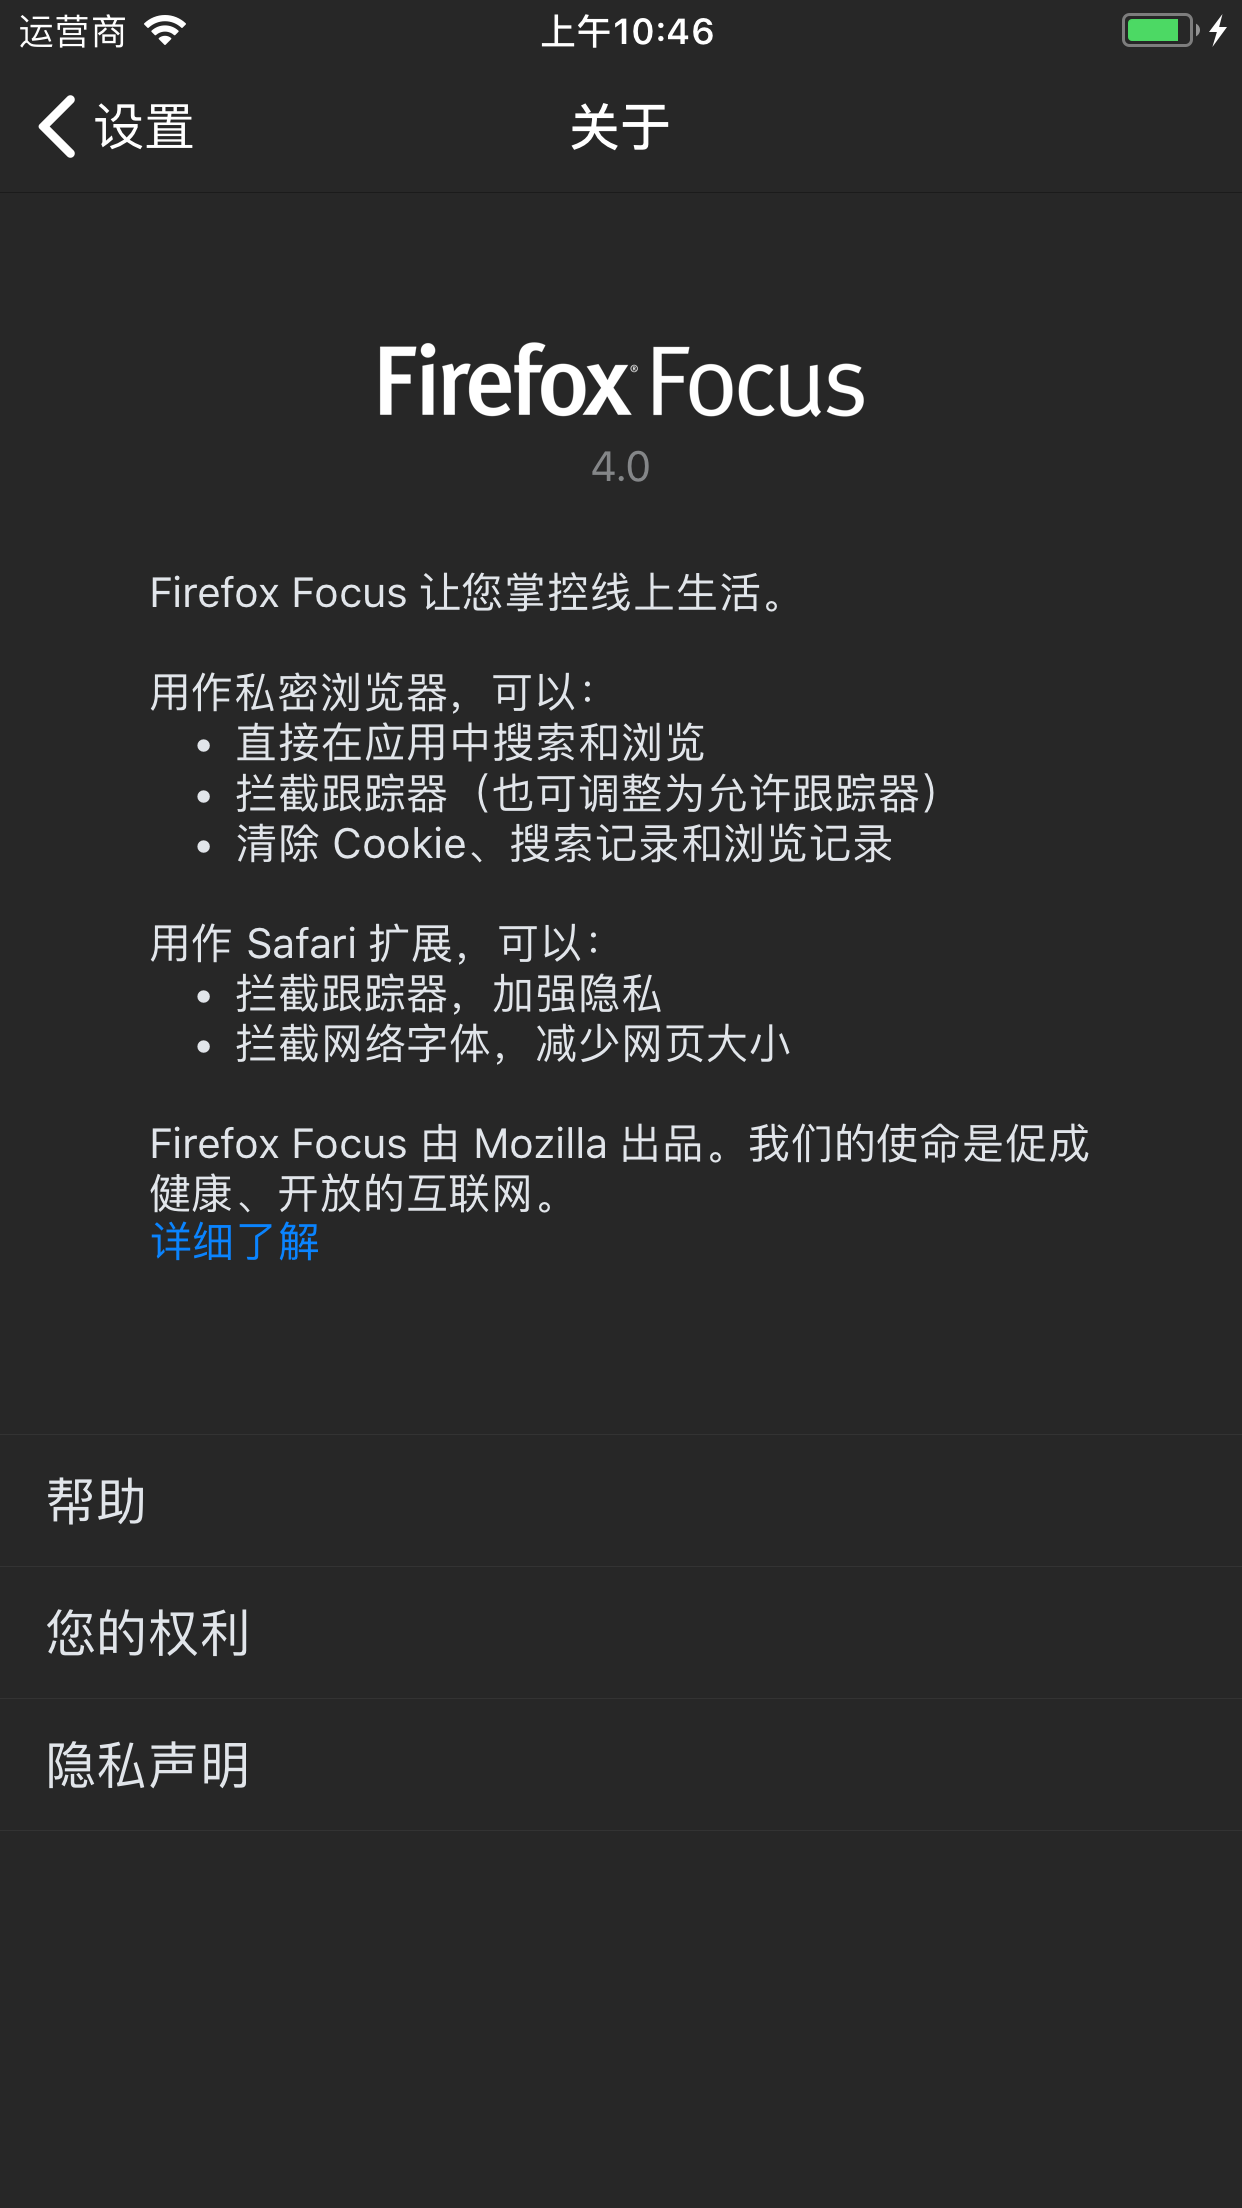 运营商
上午10:46
设置
关于
Firefox® Focus
4.0
Firefox Focus 让您掌控线上生活。
用作私密浏览器，可以：
• 直接在应用中搜索和浏览
• 拦截跟踪器（也可调整为允许跟踪器）
• 清除 Cookie、搜索记录和浏览记录
用作 Safari 扩展，可以：
• 拦截跟踪器，加强隐私
• 拦截网络字体，减少网页大小
Firefox Focus 由 Mozilla 出品。我们的使命是促成
健康、开放的互联网。
详细了解
帮助
您的权利
隐私声明